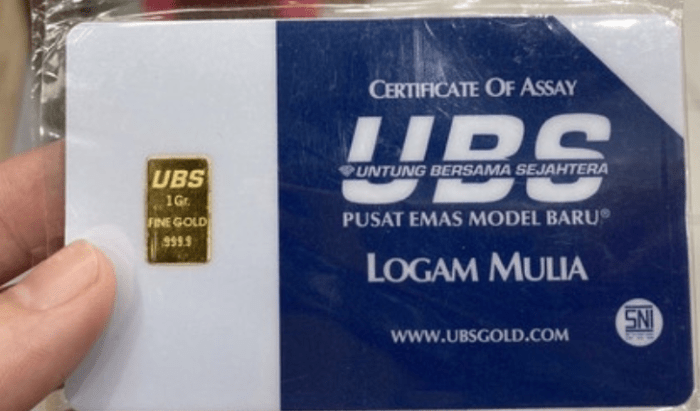 UBS
1 Gr.
FINE GOLD
999.9
CERTIFICATE OF ASSAY
UBS
UNTUNG BERSAMA SEJAHTERA
PUSAT EMAS MODEL BARU®
LOGAM MULIA
WWW.UBSGOLD.COM
SNI